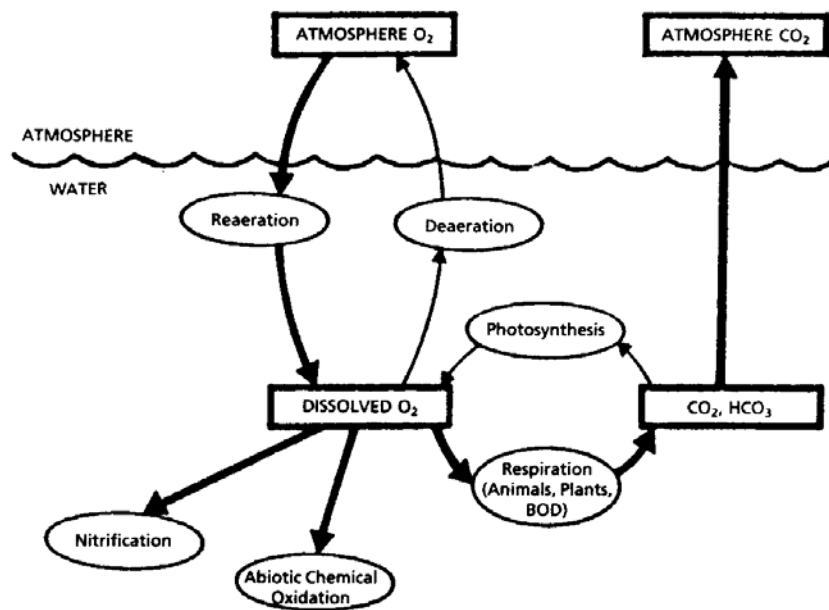 ATMOSPHERE O₂
ATMOSPHERE CO₂
ATMOSPHERE
WATER
Reaeration
Deaeration
Photosynthesis
DISSOLVED O₂
CO₂, HCO₃
Respiration
(Animals, Plants,
BOD)
Nitrification
Abiotic Chemical
Oxidation